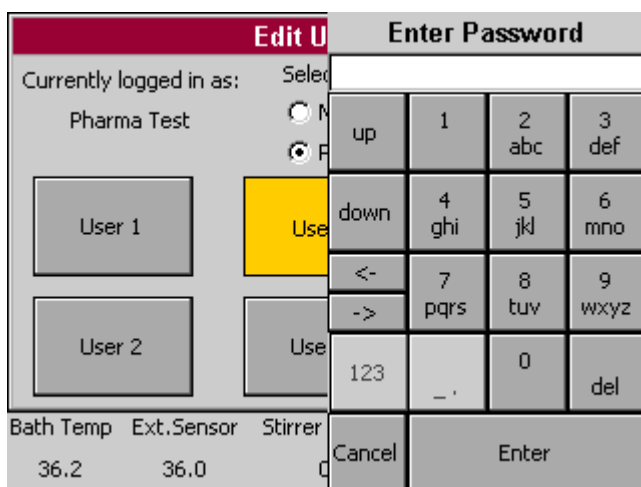 Edit U
Currently logged in as:
Pharma Test
Selec
User 1
Use
User 2
Use
Bath Temp Ext.Sensor Stirrer
36.2 36.0
Enter Password
up 1 2 abc 3 def
down 4 ghi 5 jkl 6 mno
<- 7 pqrs 8 tuv 9 wxyz
->
123 _ , 0 del
Cancel Enter